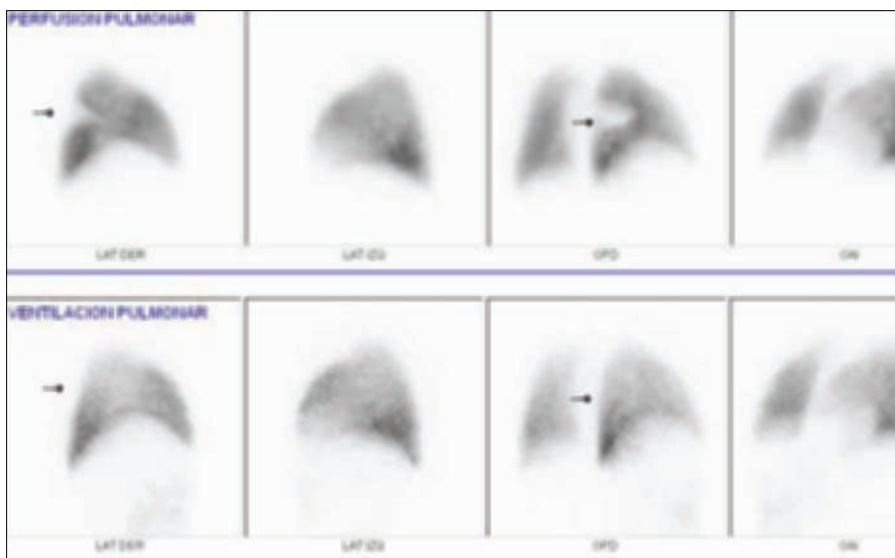 PERFUSION PULMONAR
LAT DER
LAT IZQ
OPD
VENTILACION PULMONAR
LAT DER
LAT IZQ
OPD